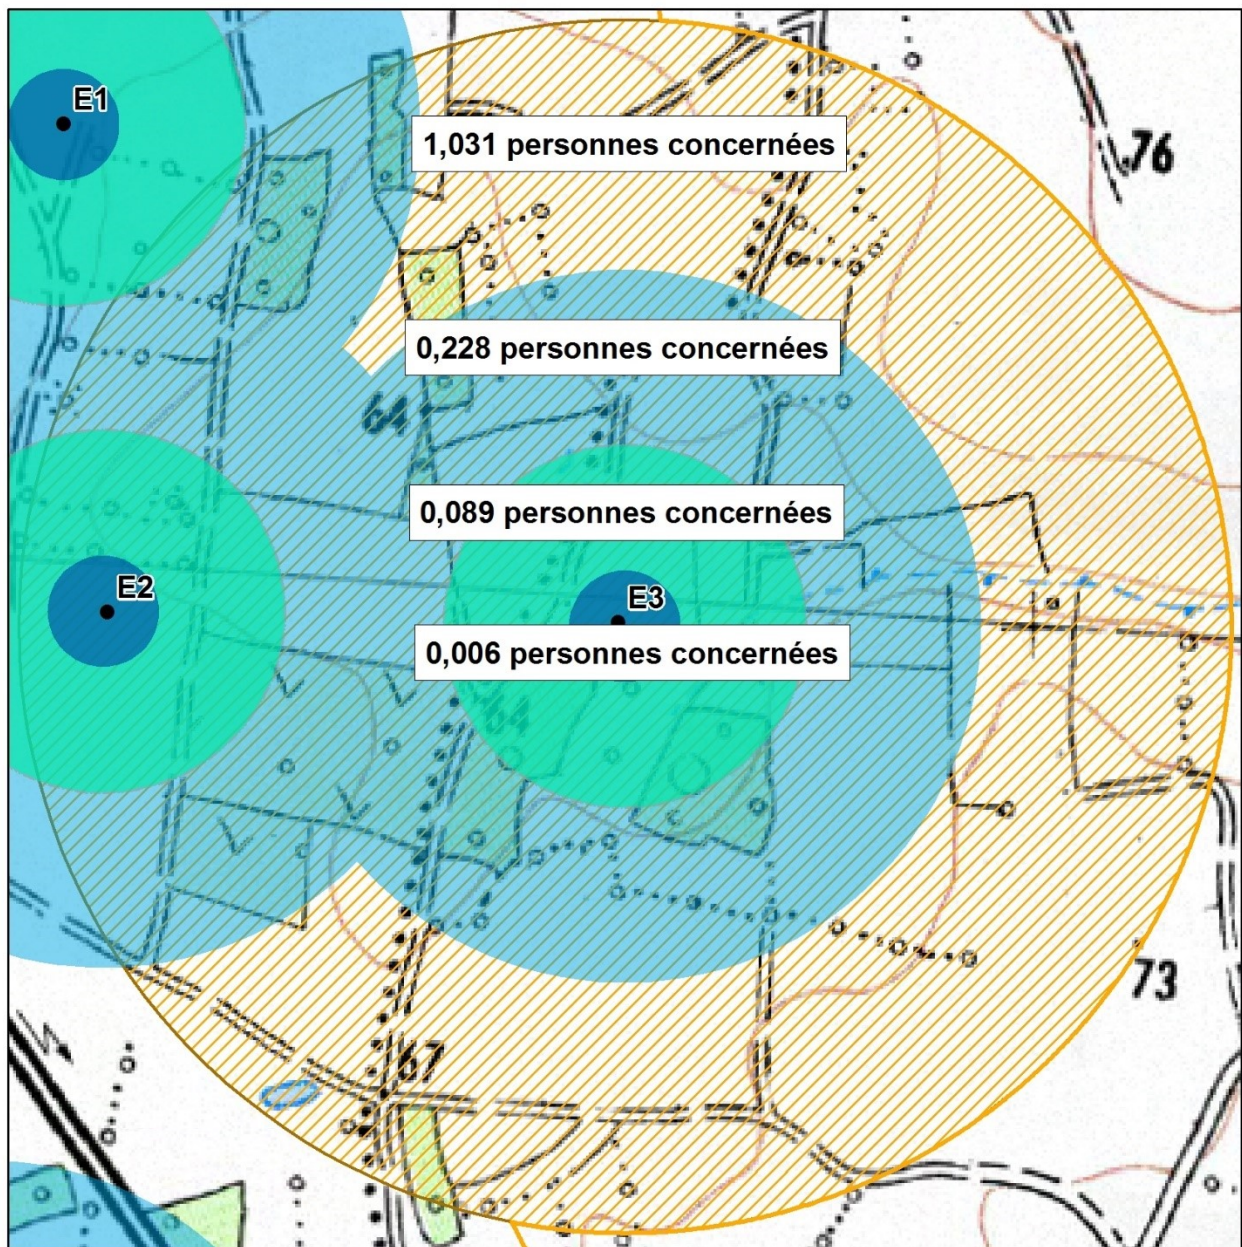 E1
1,031 personnes concernées
76
0,228 personnes concernées
64
0,089 personnes concernées
E2
E3
0,006 personnes concernées
64
73
67